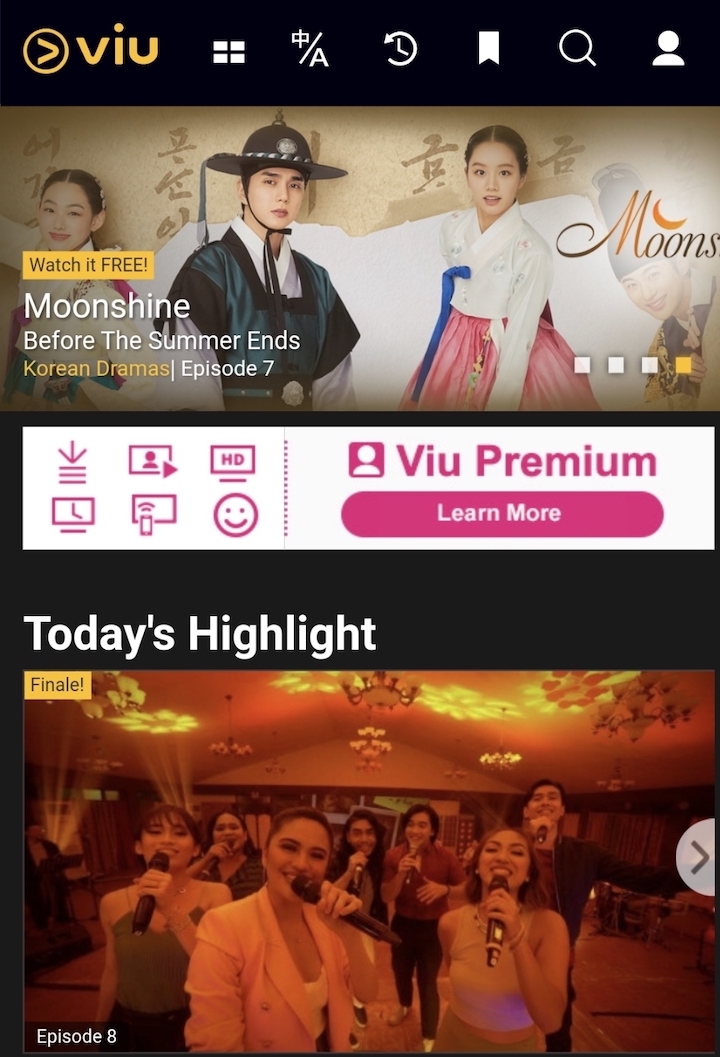 viu
中/A
Watch it FREE!
Moons
Moonshine
Before The Summer Ends
Korean Dramas| Episode 7
HD
Viu Premium
Learn More
Today's Highlight
Finale!
Episode 8